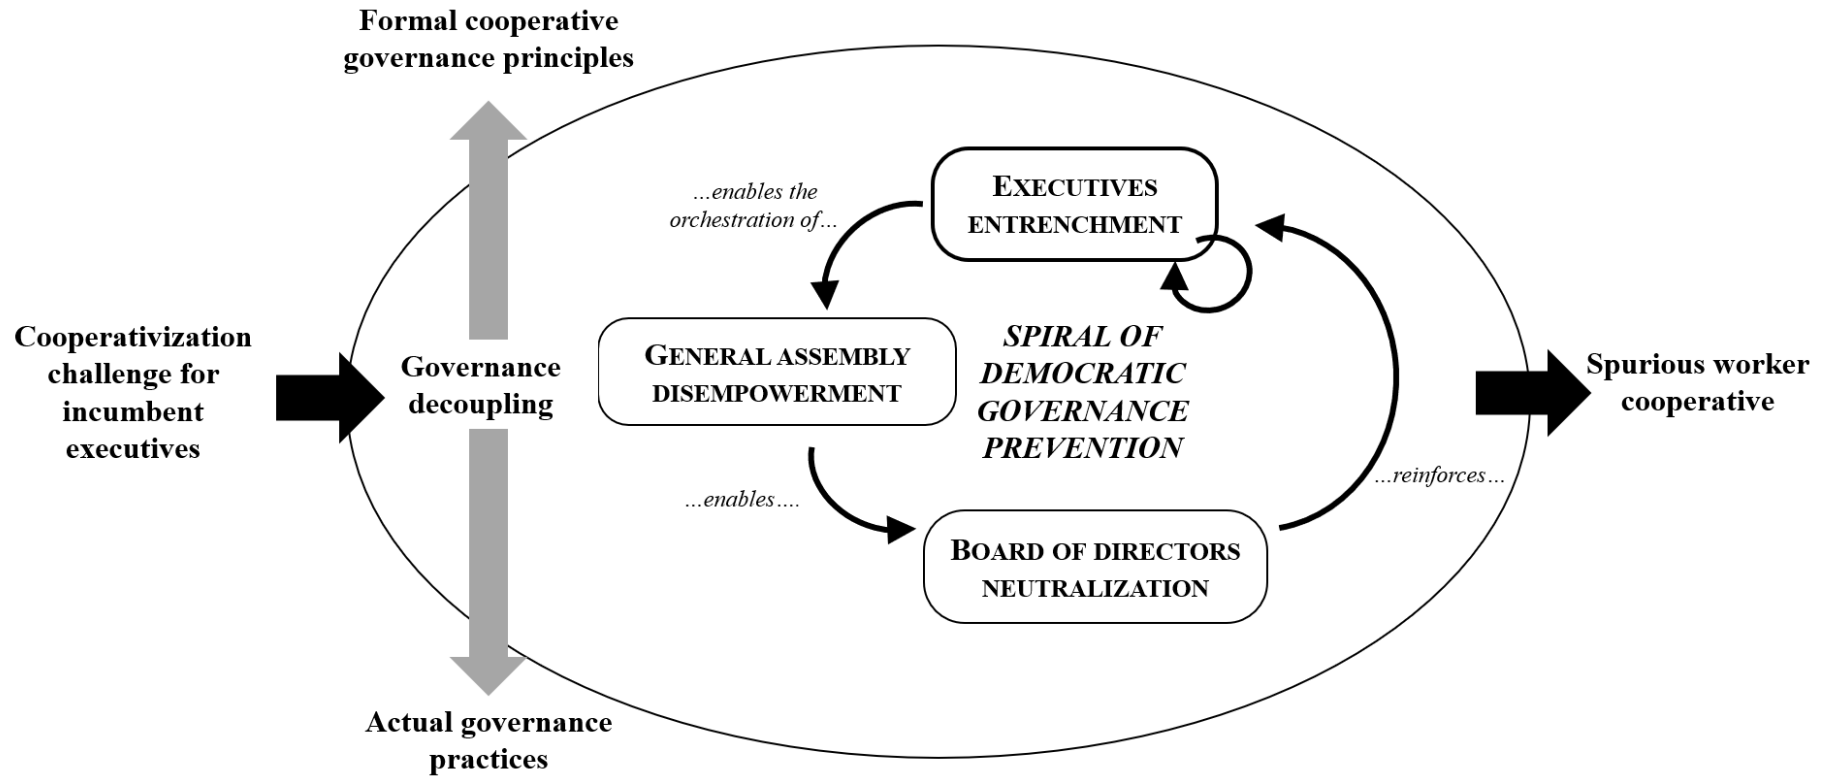 Formal cooperative
governance principles
Cooperativization
challenge for
incumbent
executives
Governance
decoupling
Actual governance
practices
EXECUTIVES
ENTRENCHMENT
…enables the
orchestration of…
GENERAL ASSEMBLY
DISEMPOWERMENT
SPIRAL OF
DEMOCRATIC
GOVERNANCE
PREVENTION
…enables….
BOARD OF DIRECTORS
NEUTRALIZATION
…reinforces…
Spurious worker
cooperative